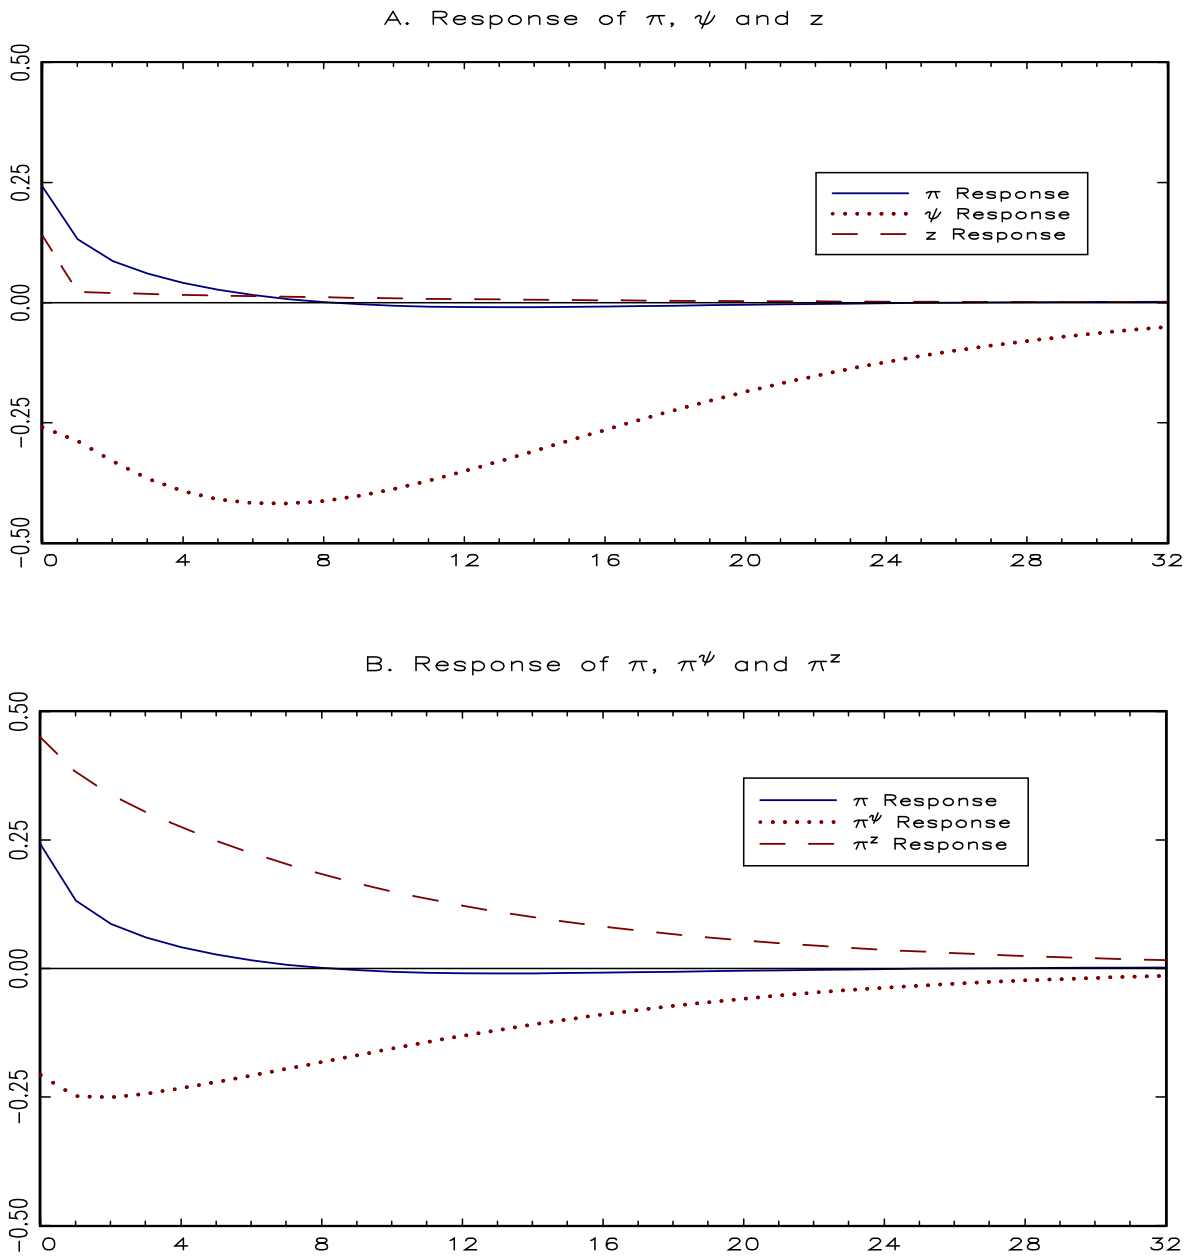 A. Response of π, ψ and z
0.50
0.25
0.00
−0.25
−0.50
π Response
ψ Response
z Response
0 4 8 12 16 20 24 28 32
B. Response of π, π^ψ and π^z
0.50
0.25
0.00
−0.25
−0.50
π Response
π^ψ Response
π^z Response
0 4 8 12 16 20 24 28 32